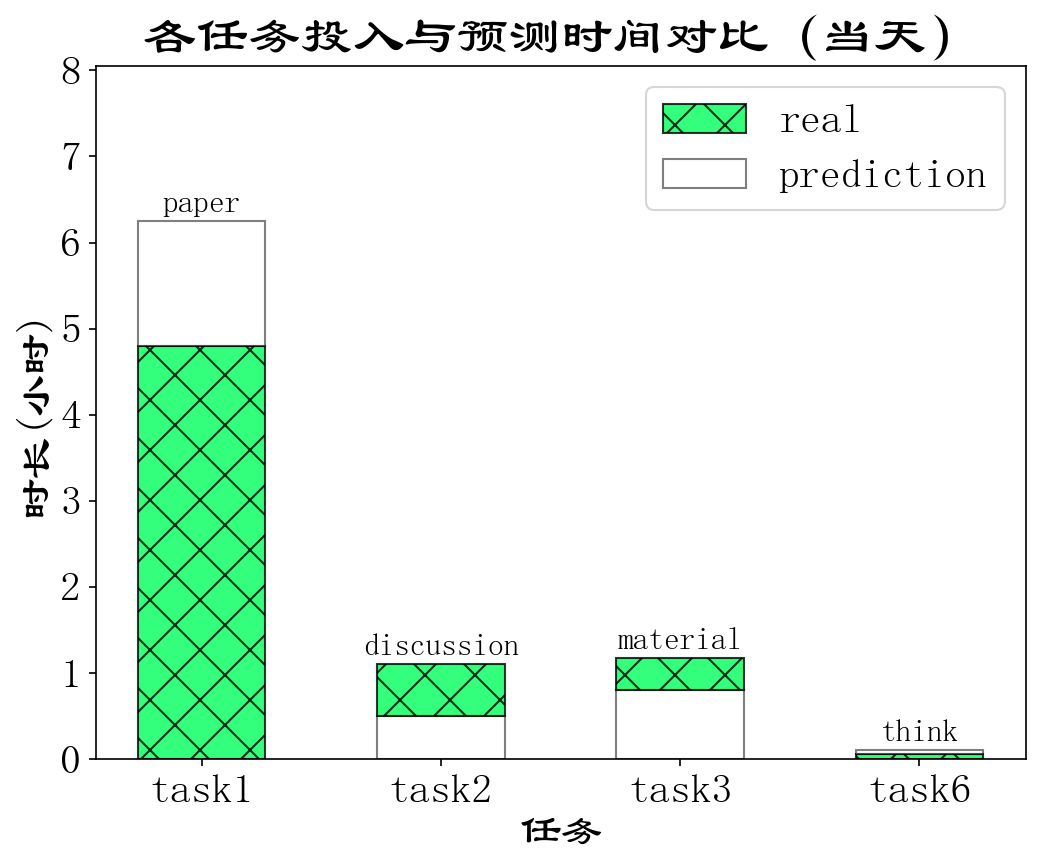 各任务投入与预测时间对比 (当天)
real
prediction
时长(小时)
8
7
6
5
4
3
2
1
0
paper
discussion
material
think
task1
task2
task3
task6
任务